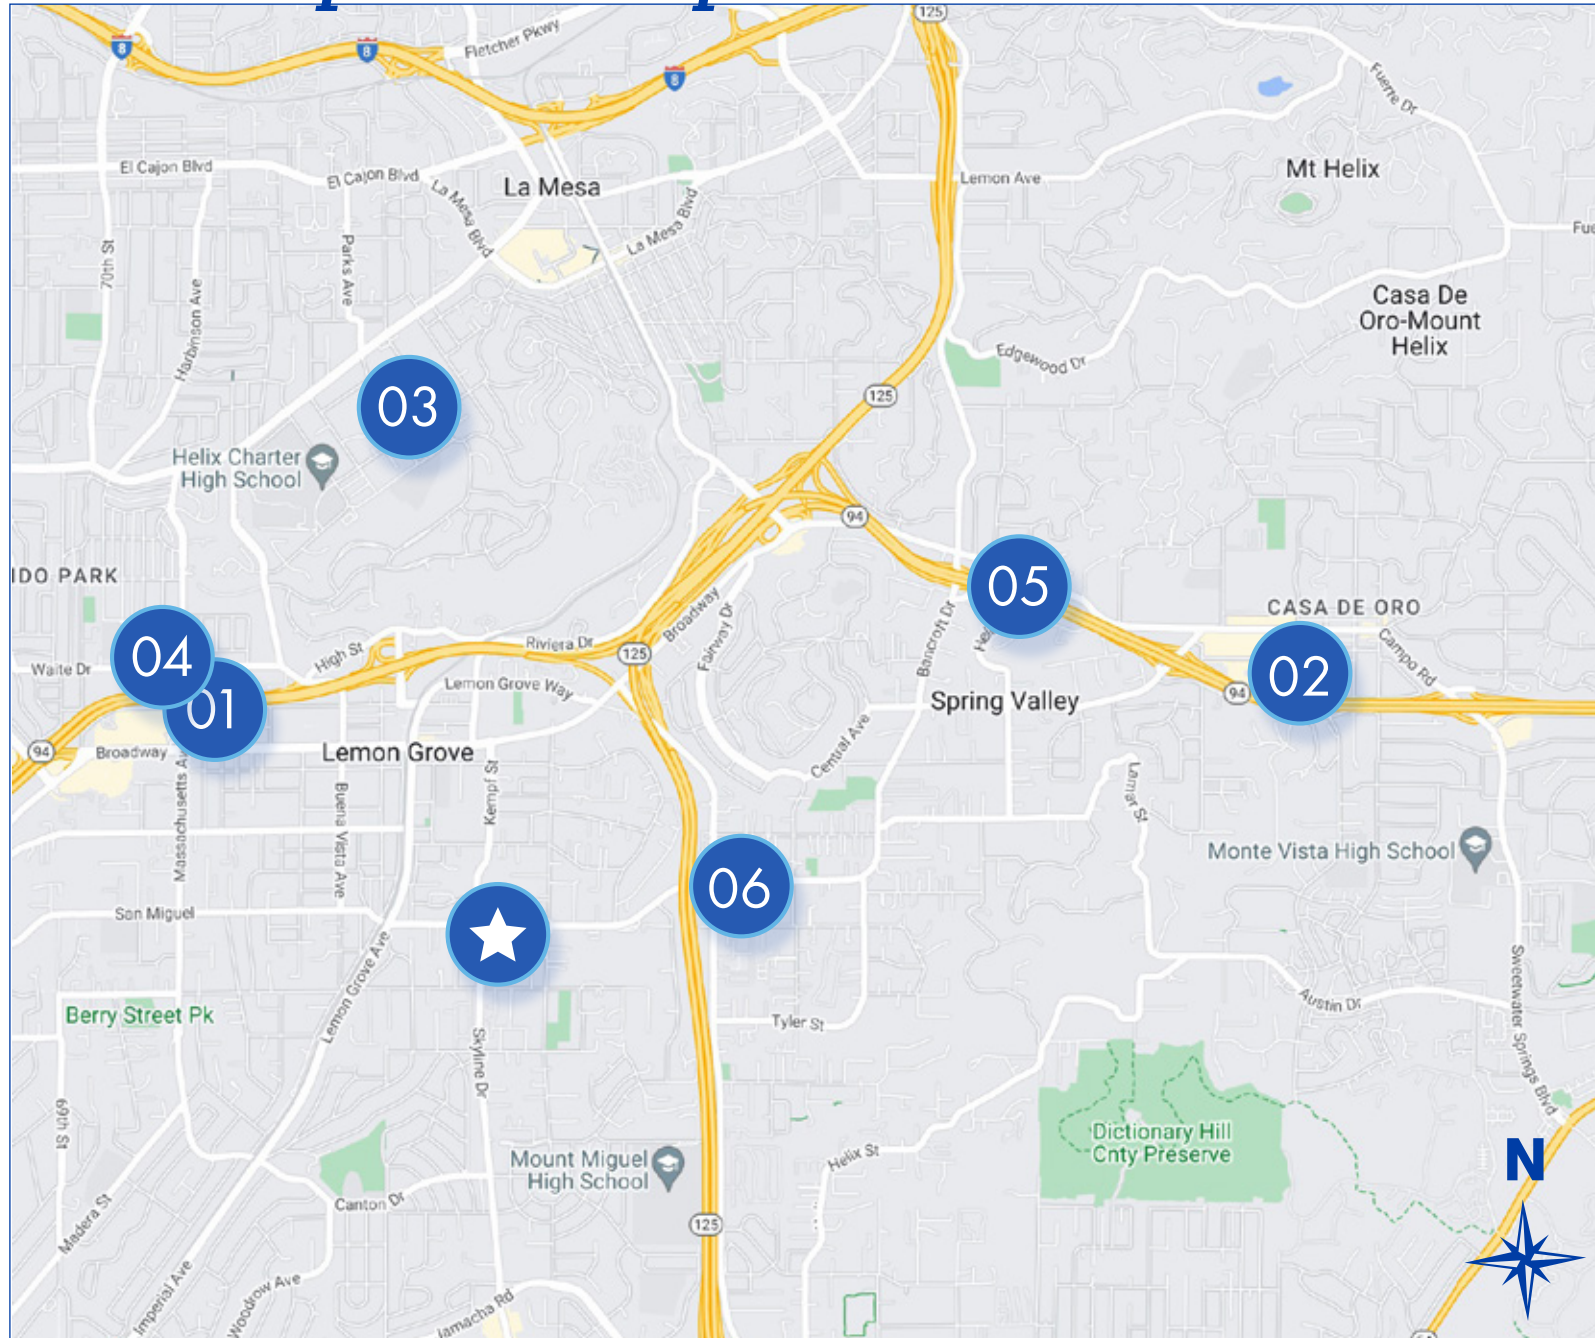 125
8
8
8
Fletcher Pkwy
Fuerte Dr
El Cajon Blvd
El Cajon Blvd
La Mesa Blvd
La Mesa
Lemon Ave
Mt Helix
La Mesa Blvd
70th St
Parks Ave
Harbinson Ave
Fue
Casa De
Oro-Mount
Helix
Edgewood Dr
125
03
Helix Charter
High School
94
IDO PARK
05
CASA DE ORO
04
Waite Dr
High St
Riviera Dr
125
Broadway
Fairway Dr
Bancroft Dr
Campo Rd
02
94
01
Lemon Grove Way
Spring Valley
94
Broadway
Lemon Grove
Central Ave
Massachusetts Av
Buena Vista Ave
Kempf St
Lamar St
Monte Vista High School
06
San Miguel
Lemon Grove Ave
Sweetwater Springs Blvd
Berry Street Pk
Austin Dr
Tyler St
Skyline Dr
69th St
Dictionary Hill
Cnty Preserve
N
Helix St
Mount Miguel
High School
Canton Dr
Madera St
125
Imperial Ave
Woodrow Ave
Jamacha Rd